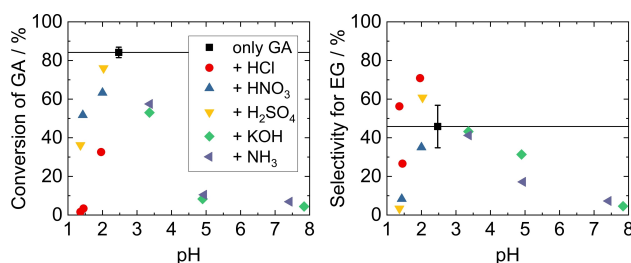 Conversion of GA / %
100
80
60
40
20
0
1 2 3 4 5 6 7 8
pH
only GA
+ HCl
+ HNO₃
+ H₂SO₄
+ KOH
+ NH₃
Selectivity for EG / %
100
80
60
40
20
0
1 2 3 4 5 6 7 8
pH